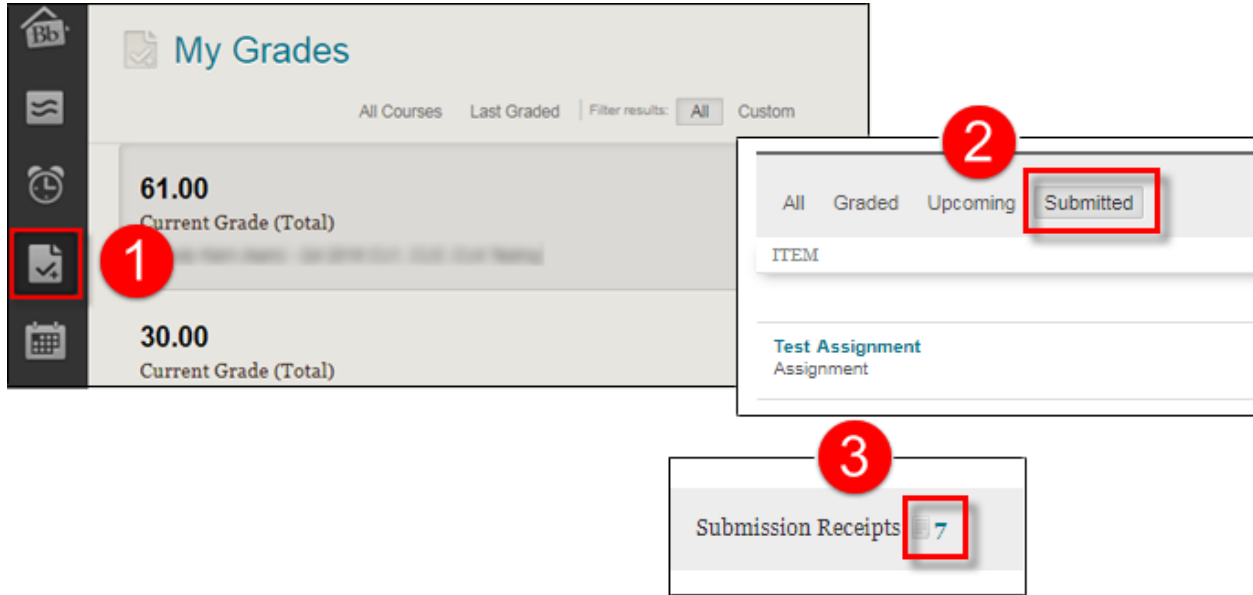 Bb
My Grades
All Courses Last Graded Filter results: All Custom
61.00
Current Grade (Total)
1
30.00
Current Grade (Total)
2
All Graded Upcoming Submitted
ITEM
Test Assignment
Assignment
3
Submission Receipts 7